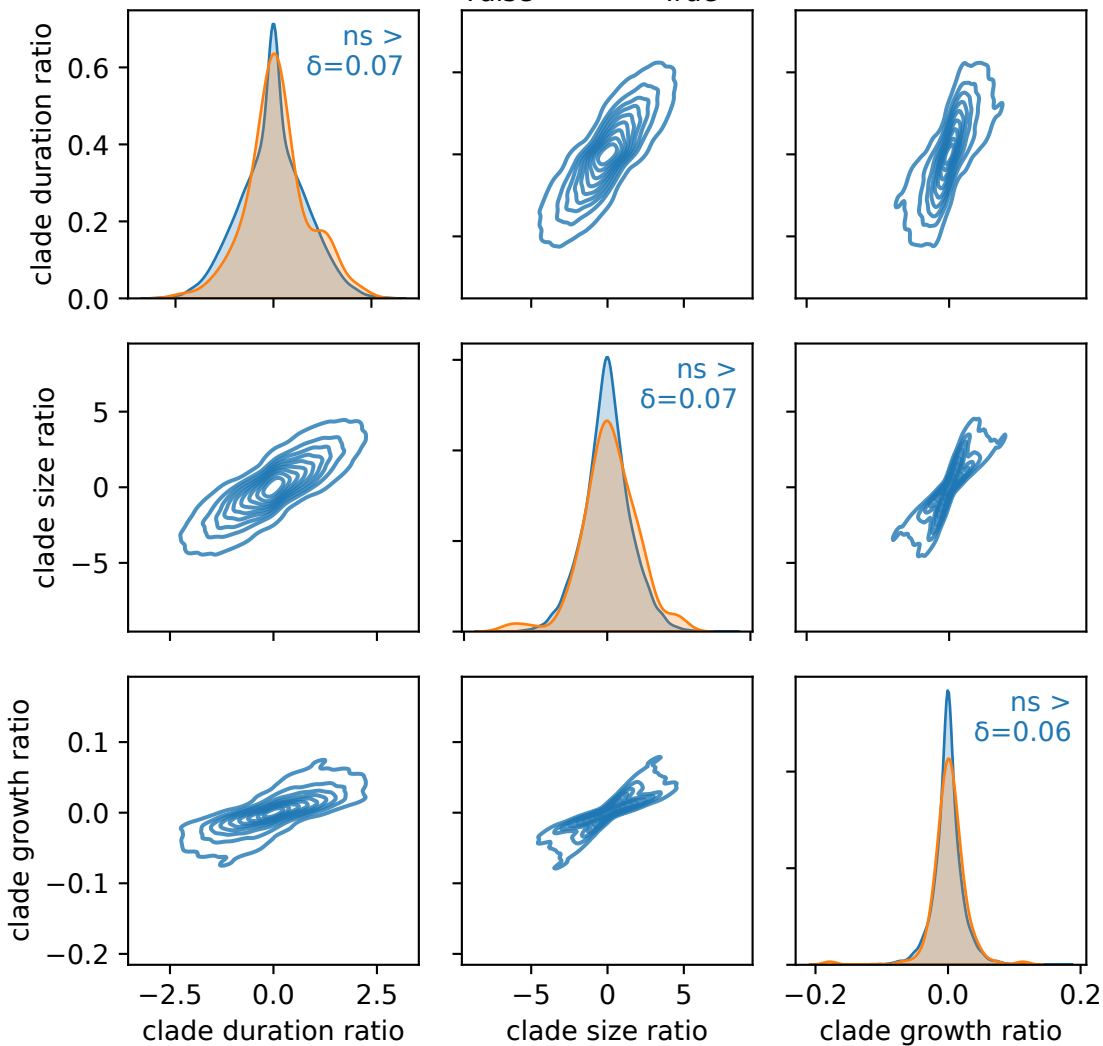 clade duration ratio
0.6
0.4
0.2
0.0
ns >
δ=0.07
clade size ratio
5
0
−5
ns >
δ=0.07
clade growth ratio
0.1
0.0
−0.1
−0.2
ns >
δ=0.06
−2.5 0.0 2.5
clade duration ratio
−5 0 5
clade size ratio
−0.2 0.0 0.2
clade growth ratio